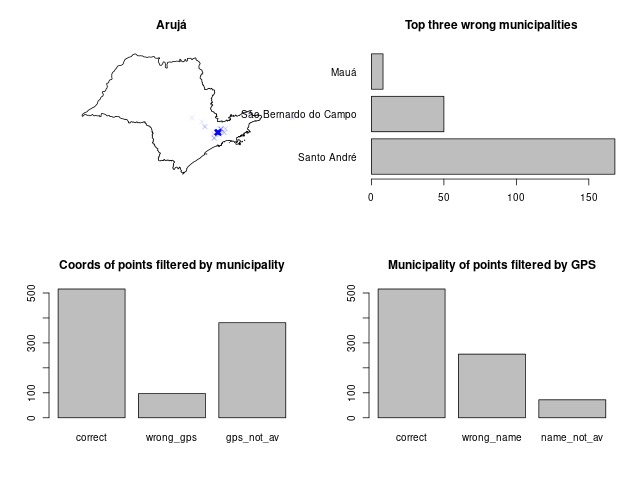 Arujá
Top three wrong municipalities
Mauá
São Bernardo do Campo
Santo André
0 50 100 150
Coords of points filtered by municipality
0 100 300 500
correct wrong_gps gps_not_av
Municipality of points filtered by GPS
0 100 300 500
correct wrong_name name_not_av